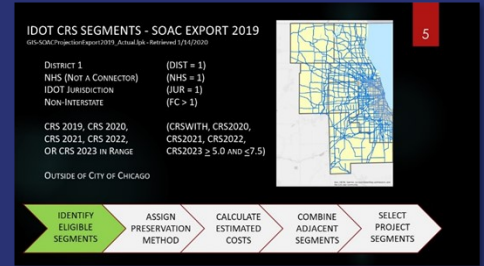 IDOT CRS SEGMENTS - SOAC EXPORT 2019
5
GIS-SOACProjectionExport2019_Actual.lpk - Retrieved 1/14/2020
DISTRICT 1 (DIST = 1)
NHS (NOT A CONNECTOR) (NHS = 1)
IDOT JURISDICTION (JUR = 1)
NON-INTERSTATE (FC > 1)
CRS 2019, CRS 2020, (CRSWITH, CRS2020,
CRS 2021, CRS 2022, CRS2021, CRS2022,
OR CRS 2023 IN RANGE CRS2023 ≥ 5.0 AND ≤7.5)
OUTSIDE OF CITY OF CHICAGO
IDENTIFY
ELIGIBLE
SEGMENTS
ASSIGN
PRESERVATION
METHOD
CALCULATE
ESTIMATED
COSTS
COMBINE
ADJACENT
SEGMENTS
SELECT
PROJECT
SEGMENTS